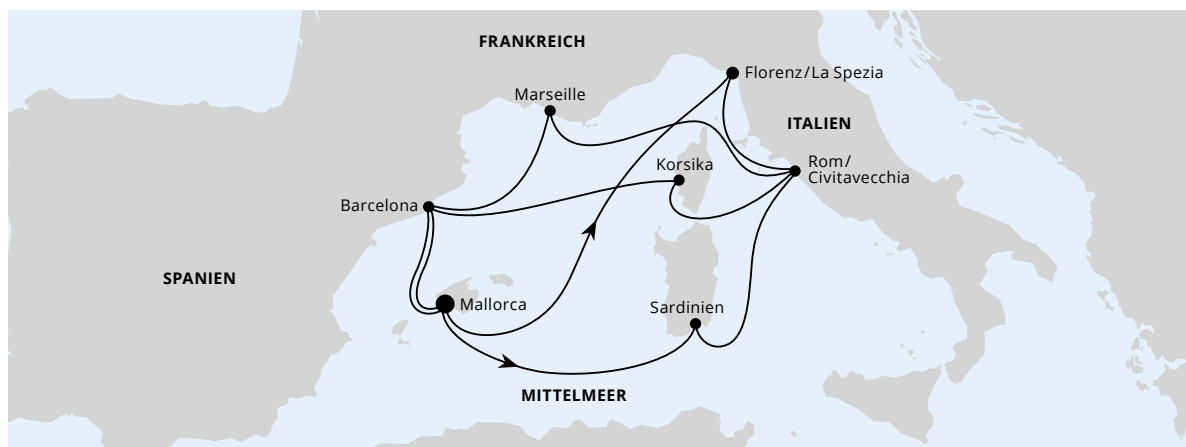 FRANKREICH
Florenz/La Spezia
Marseille
ITALIEN
Korsika
Rom/
Civitavecchia
Barcelona
SPANIEN
Mallorca
Sardinien
MITTELMEER